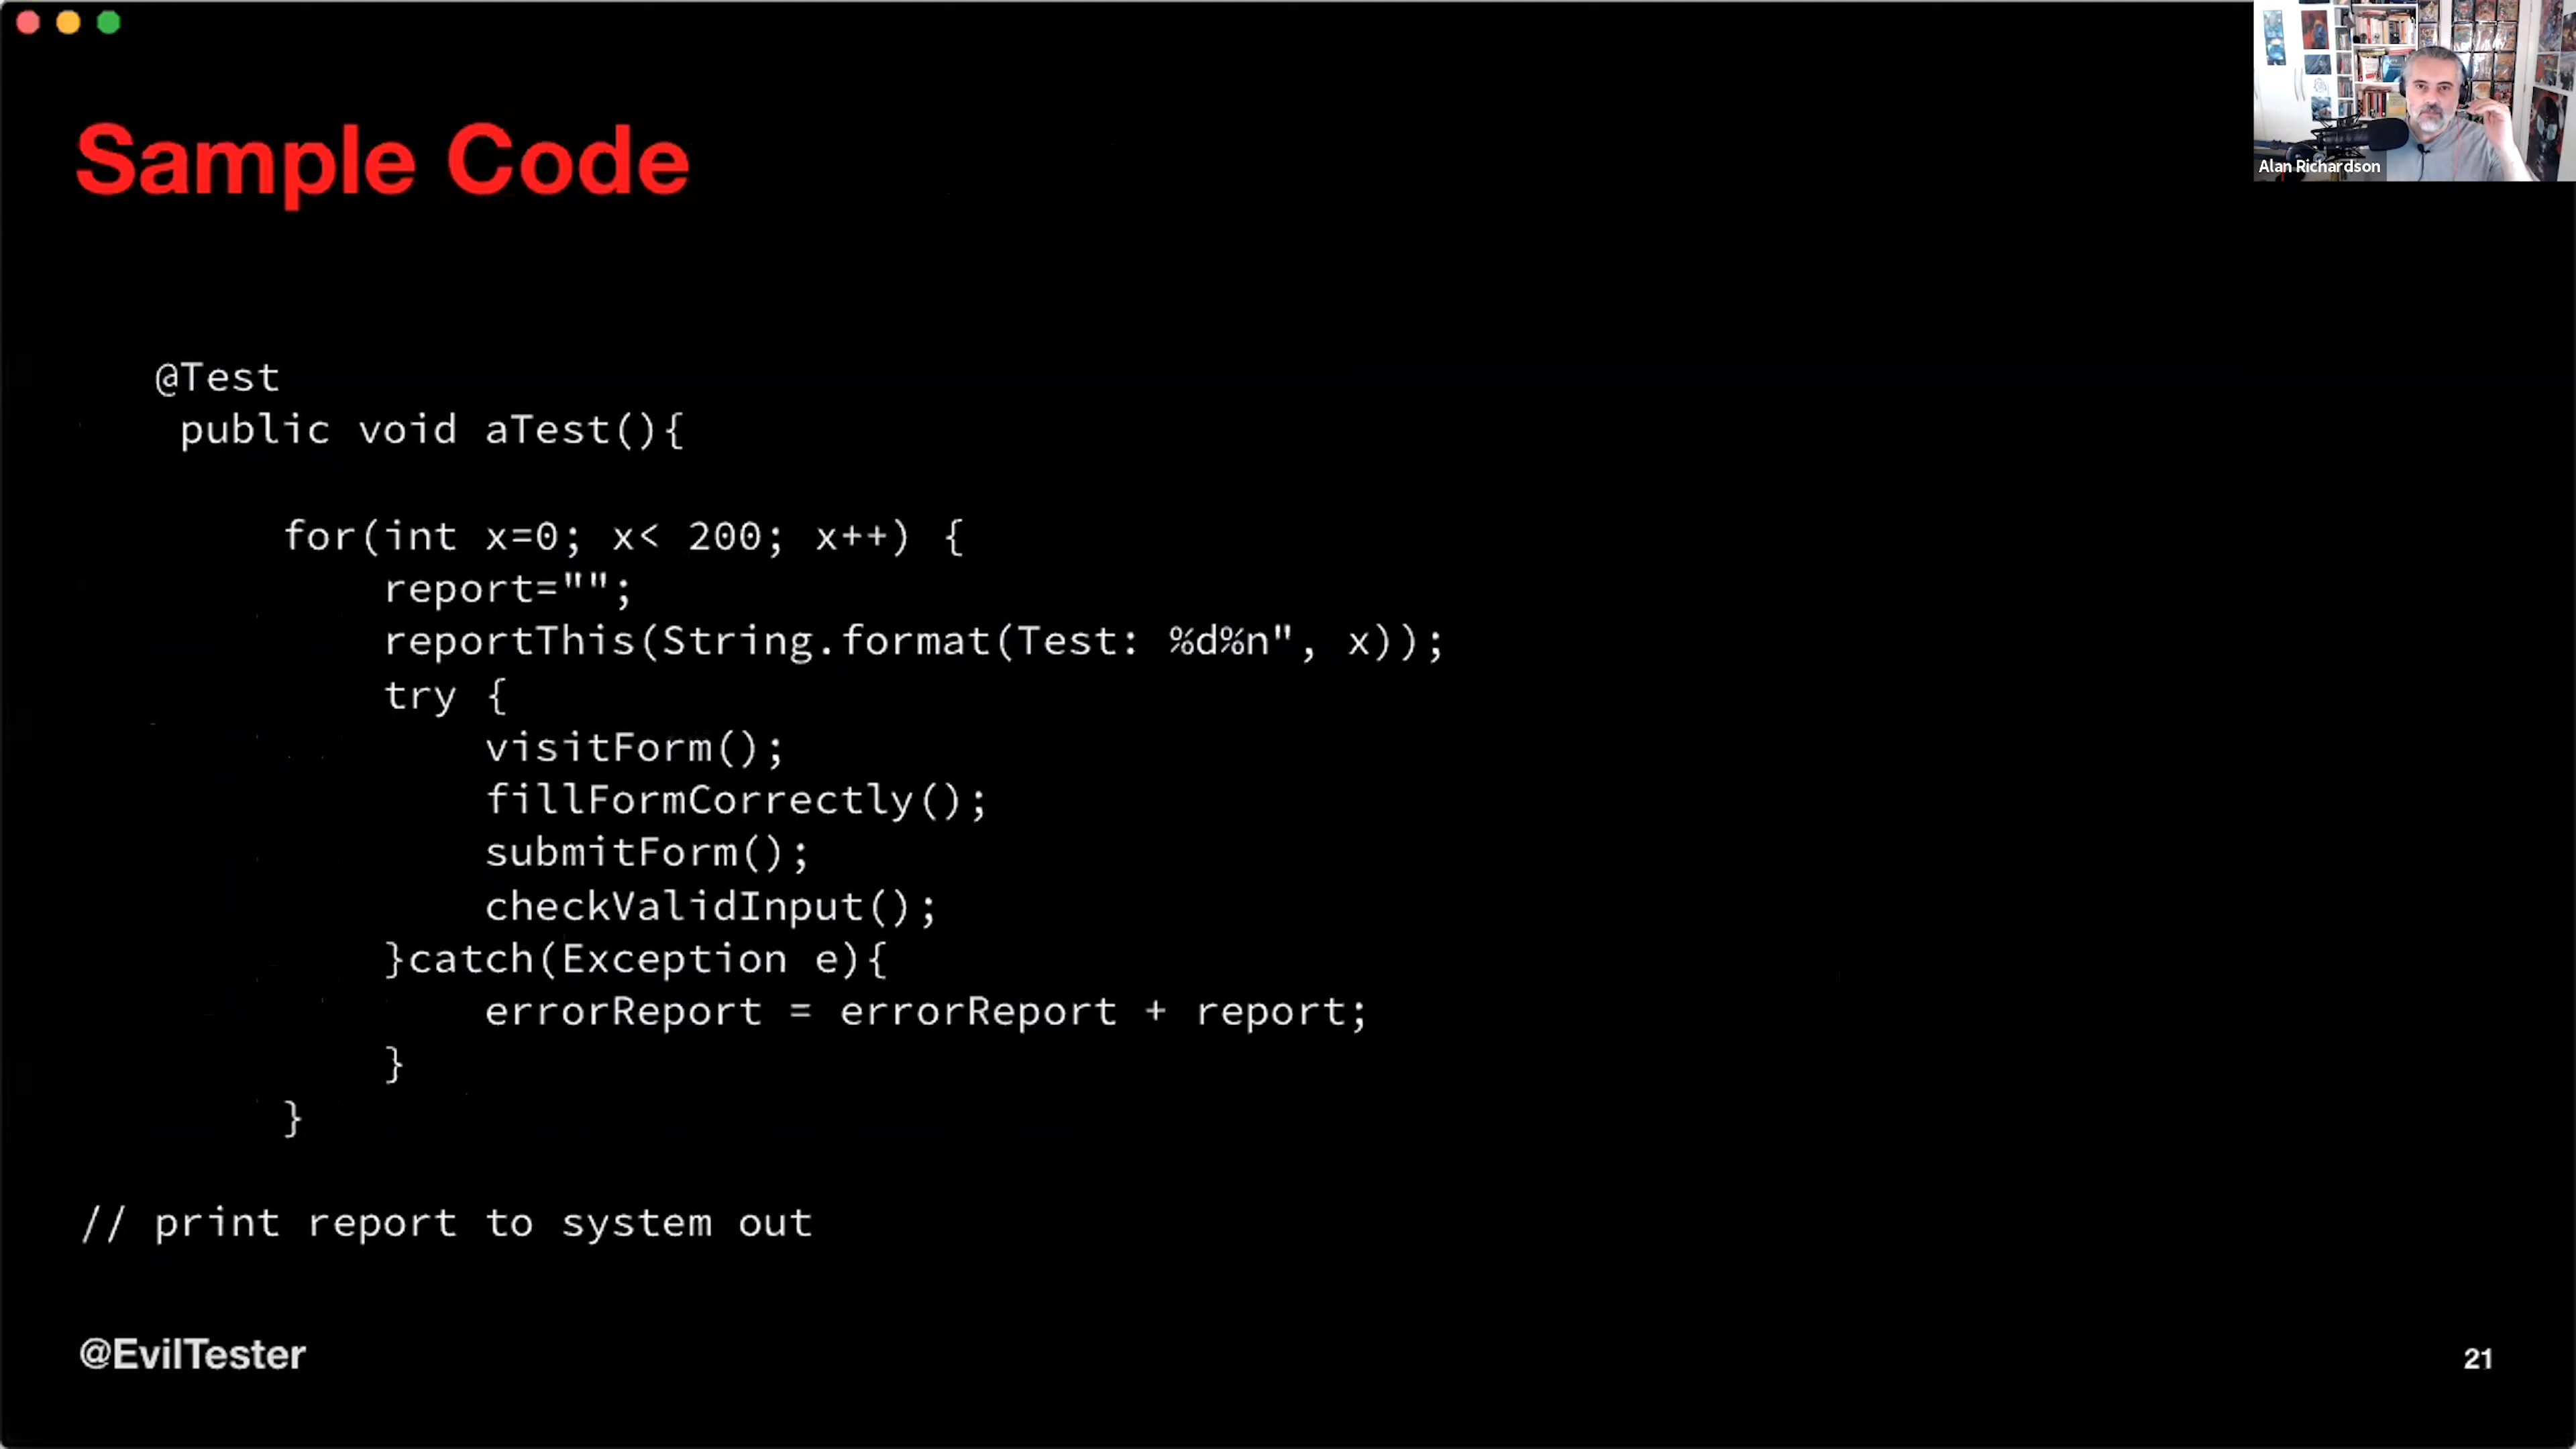 Alan Richardson
Sample Code
@Test
public void aTest(){
for(int x=0; x< 200; x++) {
report="";
reportThis(String.format(Test: %d%n", x));
try {
visitForm();
fillFormCorrectly();
submitForm();
checkValidInput();
}catch(Exception e){
errorReport = errorReport + report;
}
}
// print report to system out
@EvilTester
21